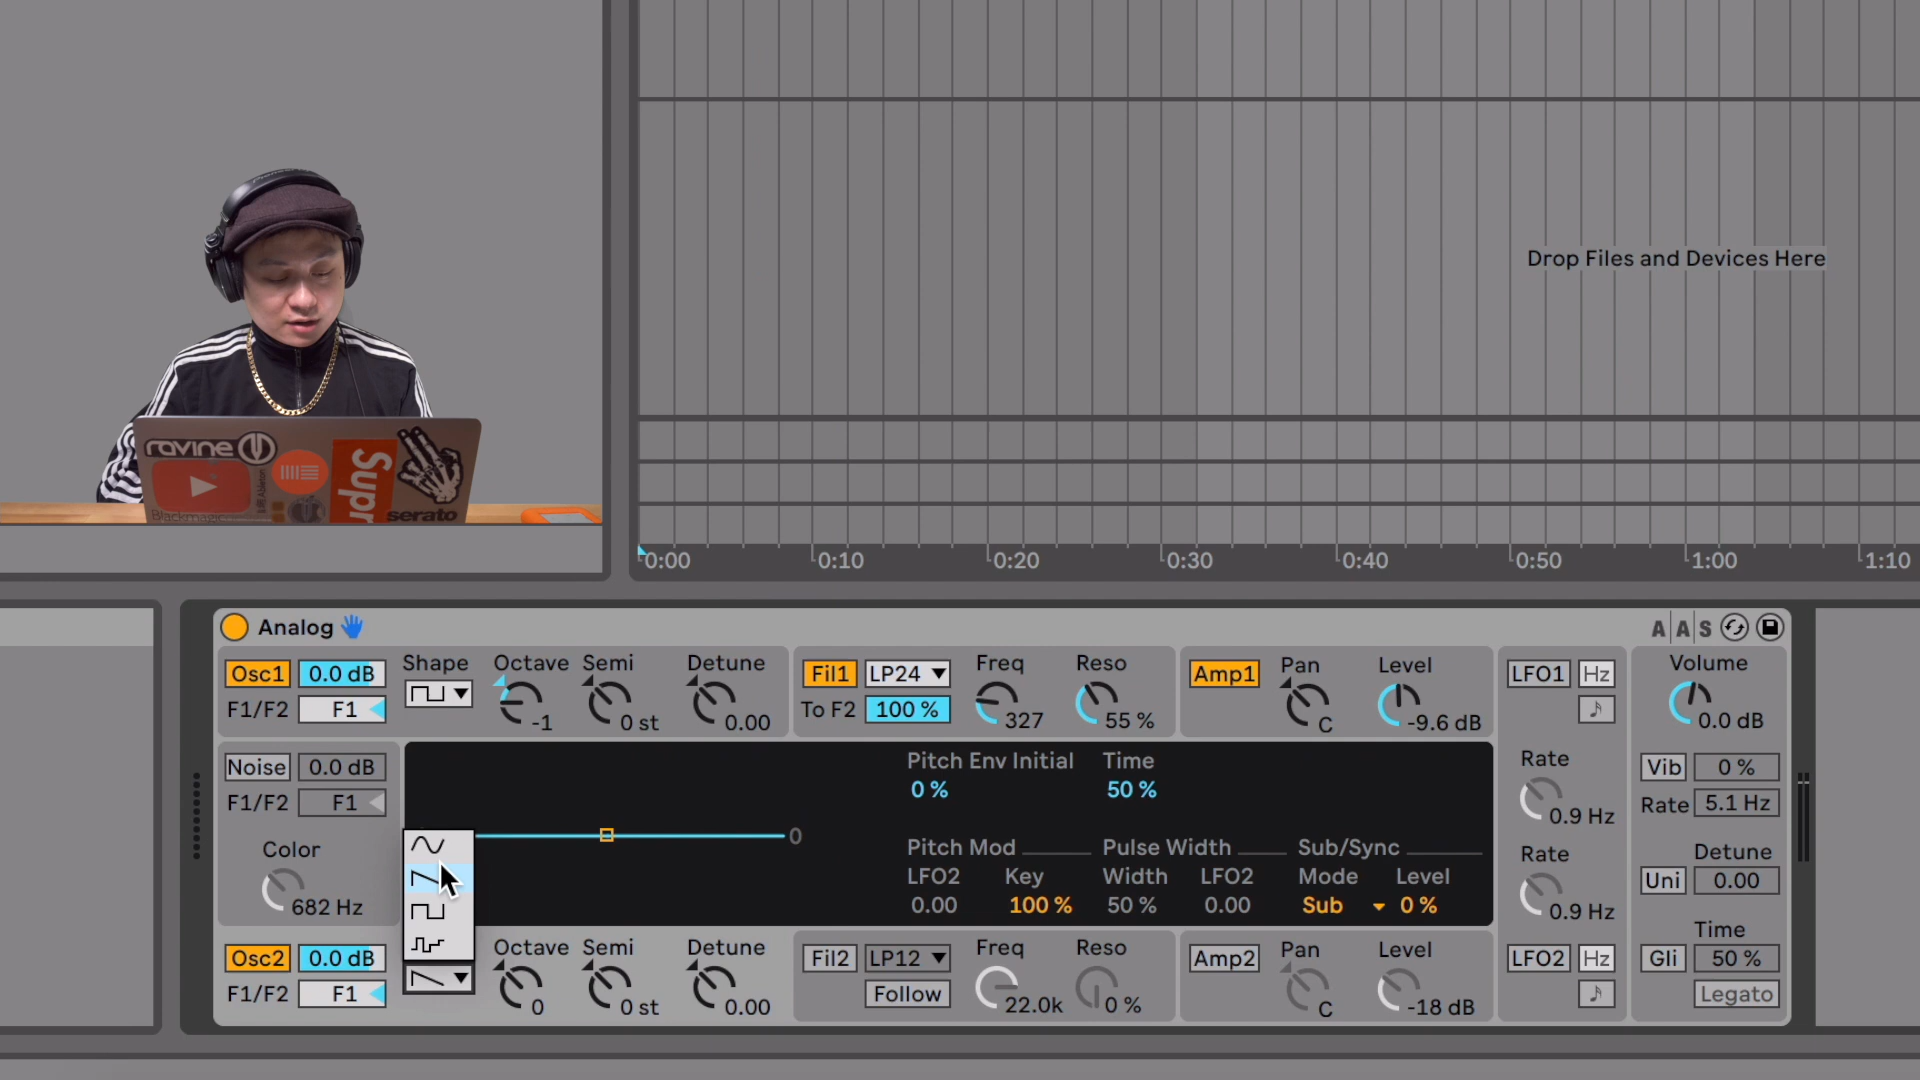 ravine
Supr
Ableton
Blackmagic
serato
Drop Files and Devices Here
0:00 0:10 0:20 0:30 0:40 0:50 1:00 1:10
Analog
A A S
Osc1 0.0 dB Shape Octave Semi Detune
F1/F2 F1 -1 0 st 0.00
Fil1 LP24 Freq Reso
To F2 100 % 327 55 %
Amp1 Pan Level
C -9.6 dB
LFO1 Hz
Volume
0.0 dB
Noise 0.0 dB
F1/F2 F1
Color
682 Hz
0
Pitch Env Initial Time
0 % 50 %
Pitch Mod Pulse Width Sub/Sync
LFO2 Key Width LFO2 Mode Level
0.00 100 % 50 % 0.00 Sub 0 %
Rate
0.9 Hz
Rate
0.9 Hz
Vib 0 %
Rate 5.1 Hz
Detune
Uni 0.00
Osc2 0.0 dB Octave Semi Detune
F1/F2 F1 0 0 st 0.00
Fil2 LP12 Freq Reso
Follow 22.0k 0 %
Amp2 Pan Level
C -18 dB
LFO2 Hz
Time
Gli 50 %
Legato